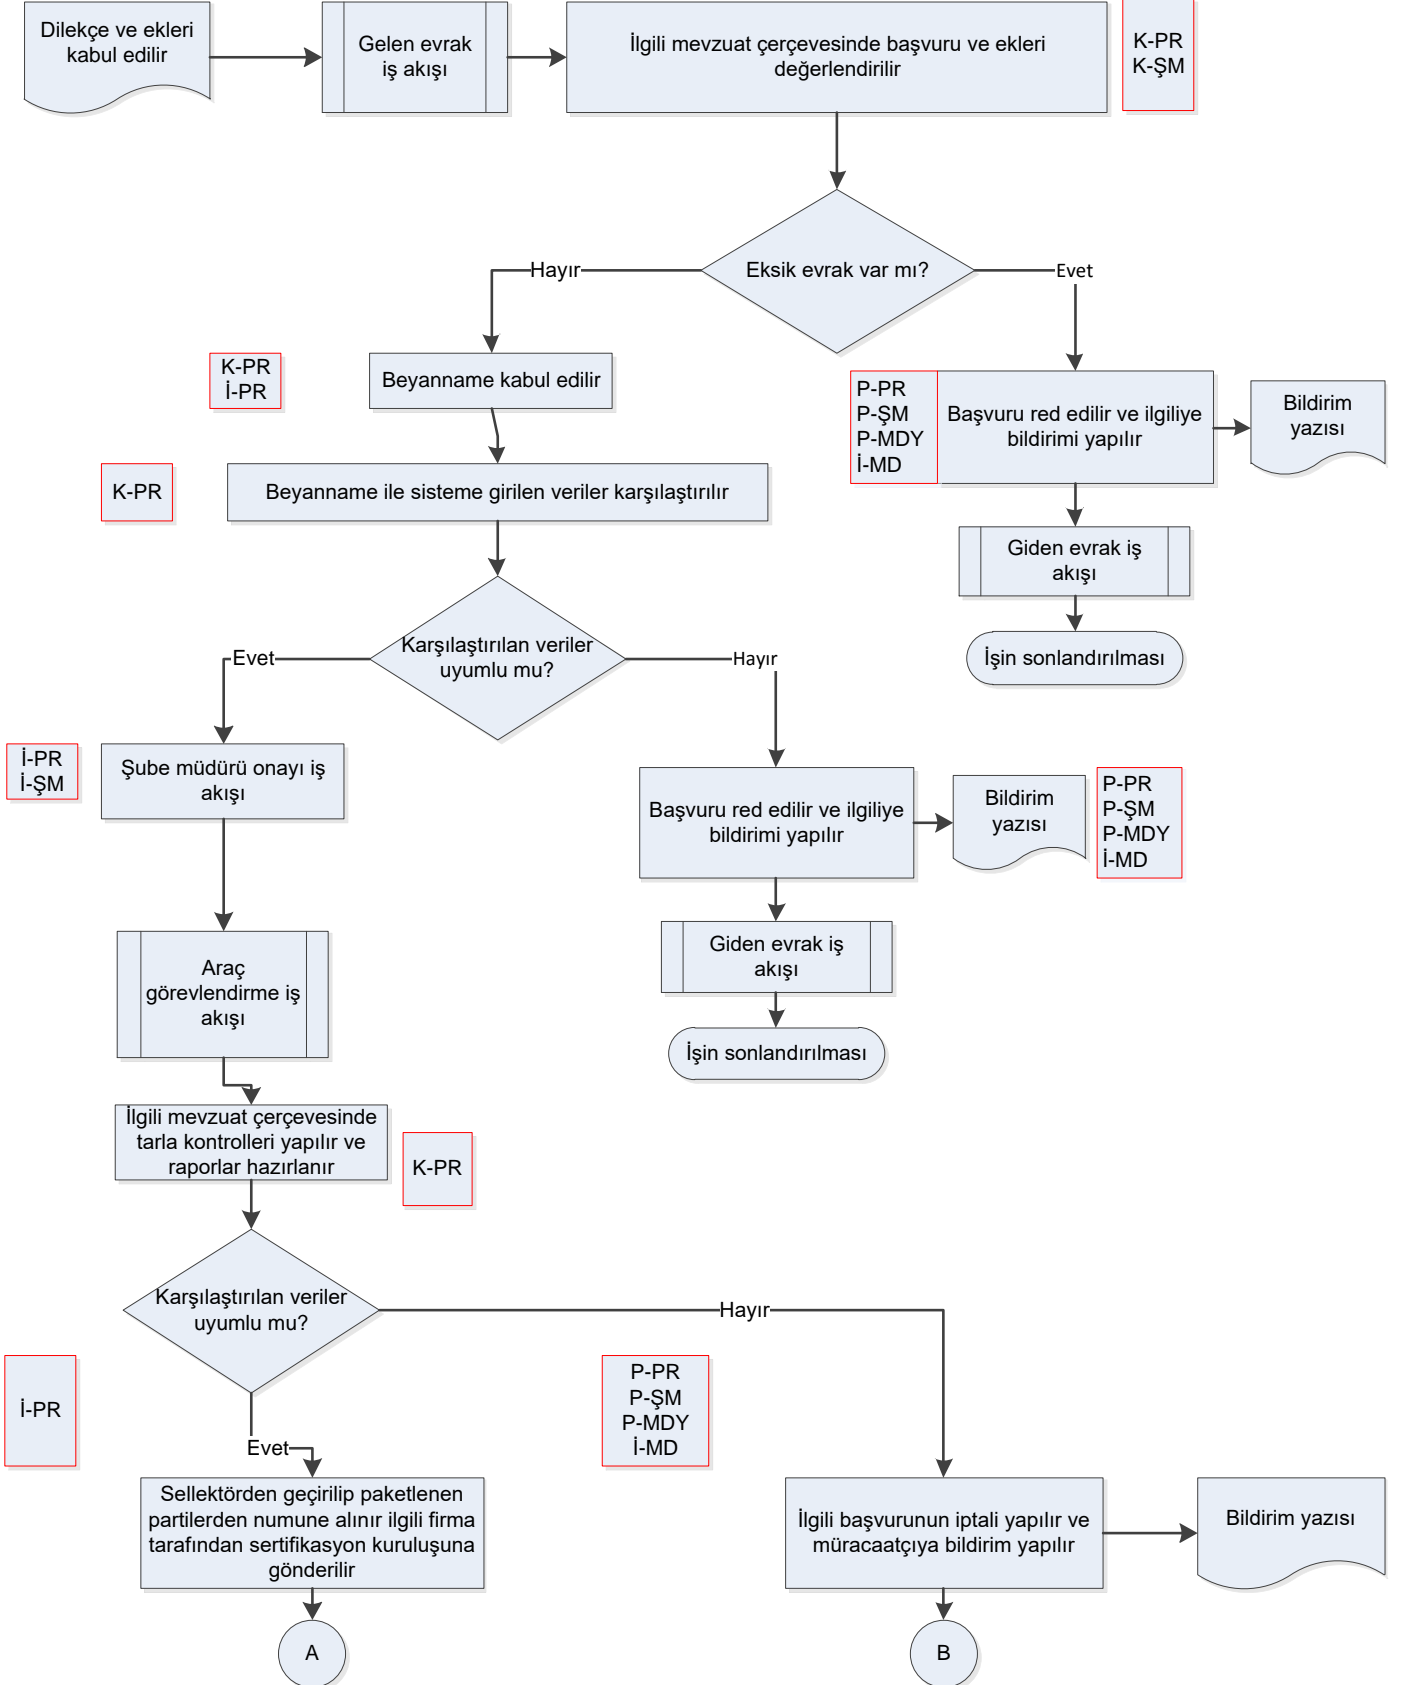 Dilekçe ve ekleri
kabul edilir
Gelen evrak
iş akışı
İlgili mevzuat çerçevesinde başvuru ve ekleri
değerlendirilir
K-PR
K-ŞM
Eksik evrak var mı?
Hayır
Evet
K-PR
İ-PR
Beyanname kabul edilir
P-PR
P-ŞM
P-MDY
İ-MD
Başvuru red edilir ve ilgiliye
bildirimi yapılır
Bildirim
yazısı
K-PR
Beyanname ile sisteme girilen veriler karşılaştırılır
Giden evrak iş
akışı
İşin sonlandırılması
Karşılaştırılan veriler
uyumlu mu?
Evet
Hayır
İ-PR
İ-ŞM
Şube müdürü onayı iş
akışı
Başvuru red edilir ve ilgiliye
bildirimi yapılır
Bildirim
yazısı
P-PR
P-ŞM
P-MDY
İ-MD
Giden evrak iş
akışı
İşin sonlandırılması
Araç
görevlendirme iş
akışı
İlgili mevzuat çerçevesinde
tarla kontrolleri yapılır ve
raporlar hazırlanır
K-PR
Karşılaştırılan veriler
uyumlu mu?
Hayır
Evet
İ-PR
P-PR
P-ŞM
P-MDY
İ-MD
Sellektörden geçirilip paketlenen
partilerden numune alınır ilgili firma
tarafından sertifikasyon kuruluşuna
gönderilir
İlgili başvurunun iptali yapılır ve
müracaatçıya bildirim yapılır
Bildirim yazısı
A
B